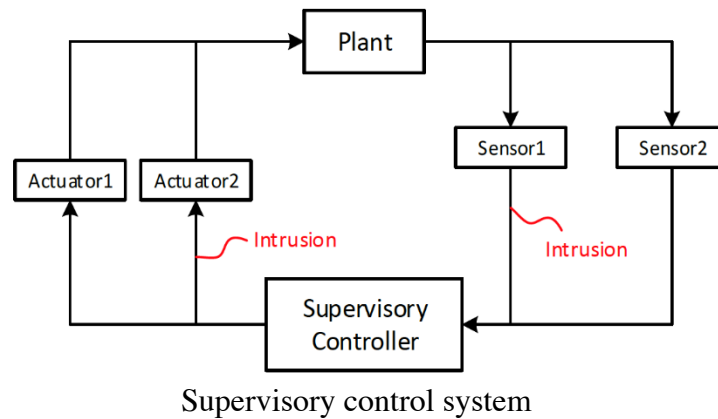 Plant
Sensor1
Sensor2
Actuator1
Actuator2
Intrusion
Intrusion
Supervisory
Controller
Supervisory control system